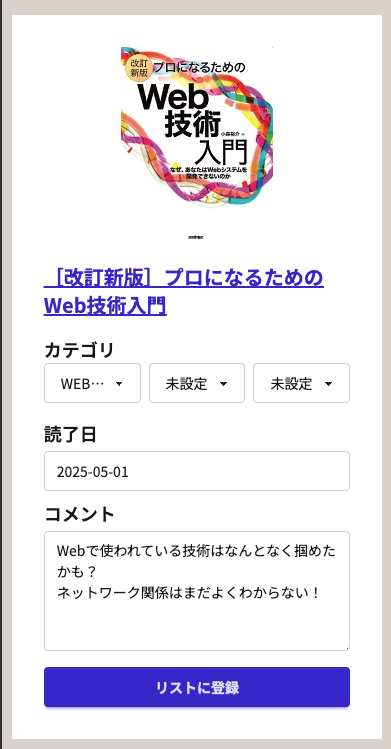 改訂
新版
プロになるための
Web
技術
小森裕介 著
入門
なぜ、あなたはWebシステムを
開発できないのか
技術評論社
［改訂新版］プロになるための
Web技術入門
カテゴリ
WEB… 未設定 未設定
読了日
2025-05-01
コメント
Webで使われている技術はなんとなく掴めた
かも？
ネットワーク関係はまだよくわからない！
リストに登録